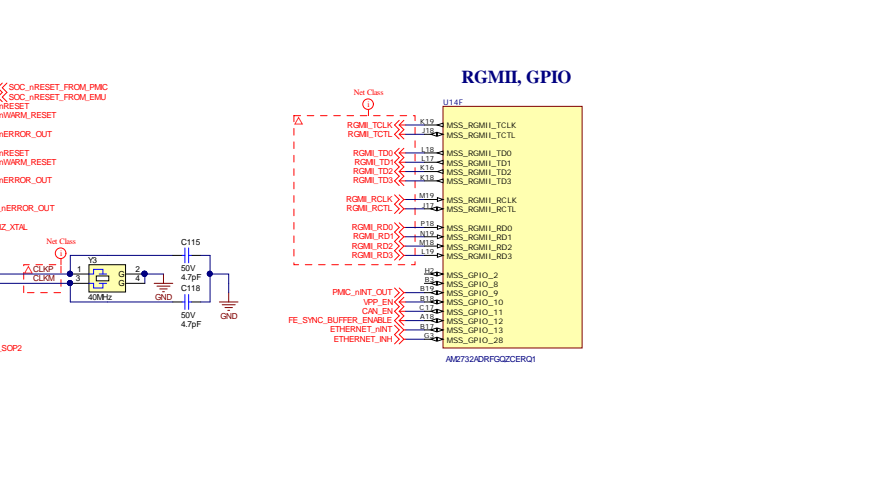 RGMII, GPIO
SOC_nRESET_FROM_PMIC
SOC_nRESET_FROM_EMU
nRESET
nWARM_RESET
nERROR_OUT
nRESET
nWARM_RESET
nERROR_OUT
_nERROR_OUT
IZ_XTAL
Net Class
i
CLKP
CLKM
Y3
1
3
G
G
2
4
40MHz
GND
C115
50V
4.7pF
C118
50V
4.7pF
GND
_SOP2
Net Class
i
U14F
RGMII_TCLK K19 MSS_RGMII_TCLK
RGMII_TCTL J18 MSS_RGMII_TCTL
RGMII_TD0 L18 MSS_RGMII_TD0
RGMII_TD1 L17 MSS_RGMII_TD1
RGMII_TD2 K16 MSS_RGMII_TD2
RGMII_TD3 K18 MSS_RGMII_TD3
RGMII_RCLK M19 MSS_RGMII_RCLK
RGMII_RCTL J17 MSS_RGMII_RCTL
RGMII_RD0 P18 MSS_RGMII_RD0
RGMII_RD1 N19 MSS_RGMII_RD1
RGMII_RD2 M18 MSS_RGMII_RD2
RGMII_RD3 L19 MSS_RGMII_RD3
H2 MSS_GPIO_2
B3 MSS_GPIO_8
PMIC_nINT_OUT B19 MSS_GPIO_9
VPP_EN B18 MSS_GPIO_10
CAN_EN C17 MSS_GPIO_11
FE_SYNC_BUFFER_ENABLE A18 MSS_GPIO_12
ETHERNET_nINT B17 MSS_GPIO_13
ETHERNET_INH G3 MSS_GPIO_28
AM2732ADRFGQZCERQ1